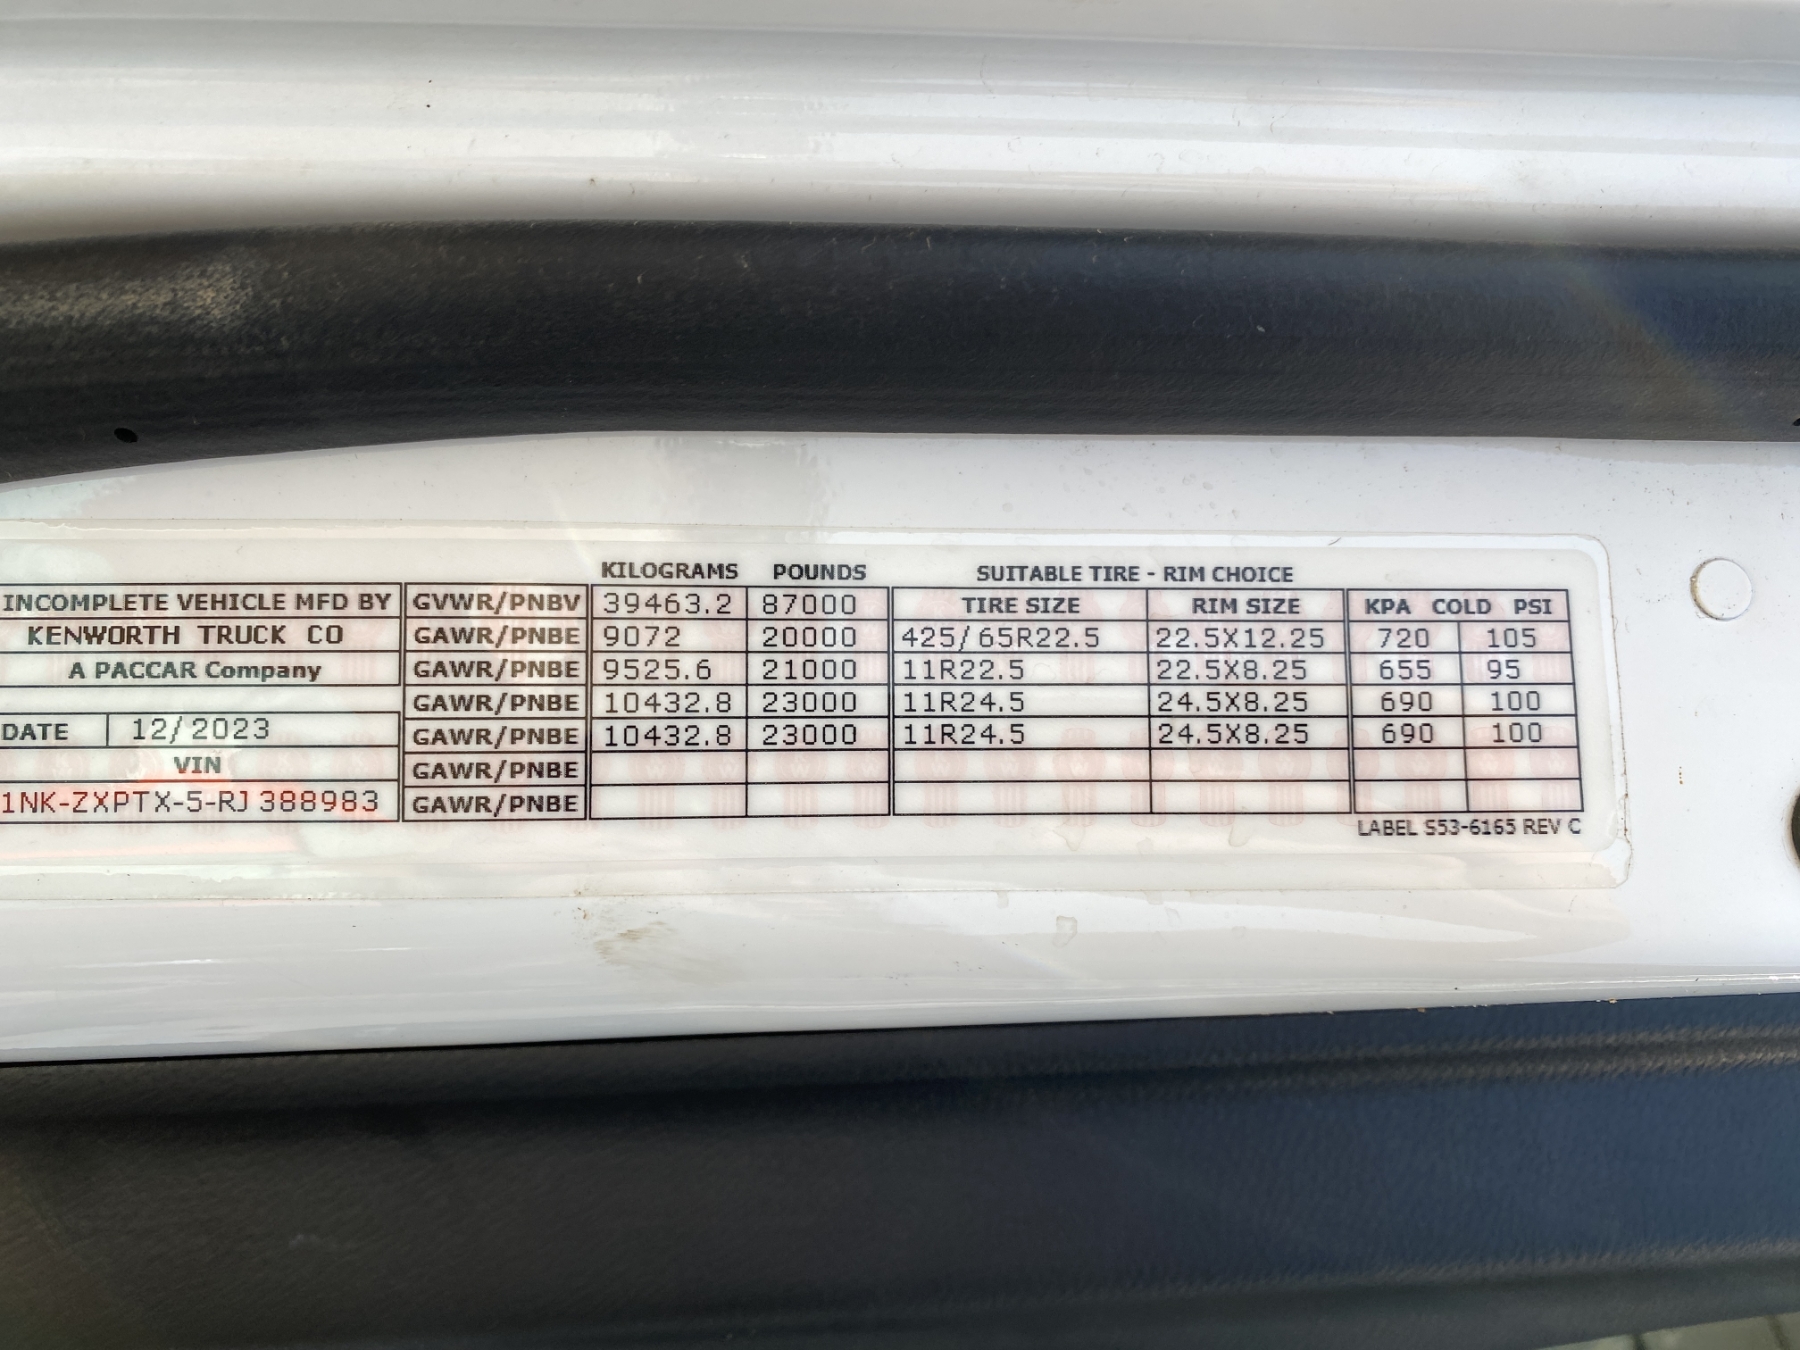 KILOGRAMS POUNDS SUITABLE TIRE - RIM CHOICE
INCOMPLETE VEHICLE MFD BY GVWR/PNBV 39463.2 87000 TIRE SIZE RIM SIZE KPA COLD PSI
KENWORTH TRUCK CO GAWR/PNBE 9072 20000 425/65R22.5 22.5X12.25 720 105
A PACCAR Company GAWR/PNBE 9525.6 21000 11R22.5 22.5X8.25 655 95
GAWR/PNBE 10432.8 23000 11R24.5 24.5X8.25 690 100
DATE 12/2023 GAWR/PNBE 10432.8 23000 11R24.5 24.5X8.25 690 100
VIN GAWR/PNBE
1NK-ZXPTX-5-RJ388983 GAWR/PNBE
LABEL S53-6165 REV C